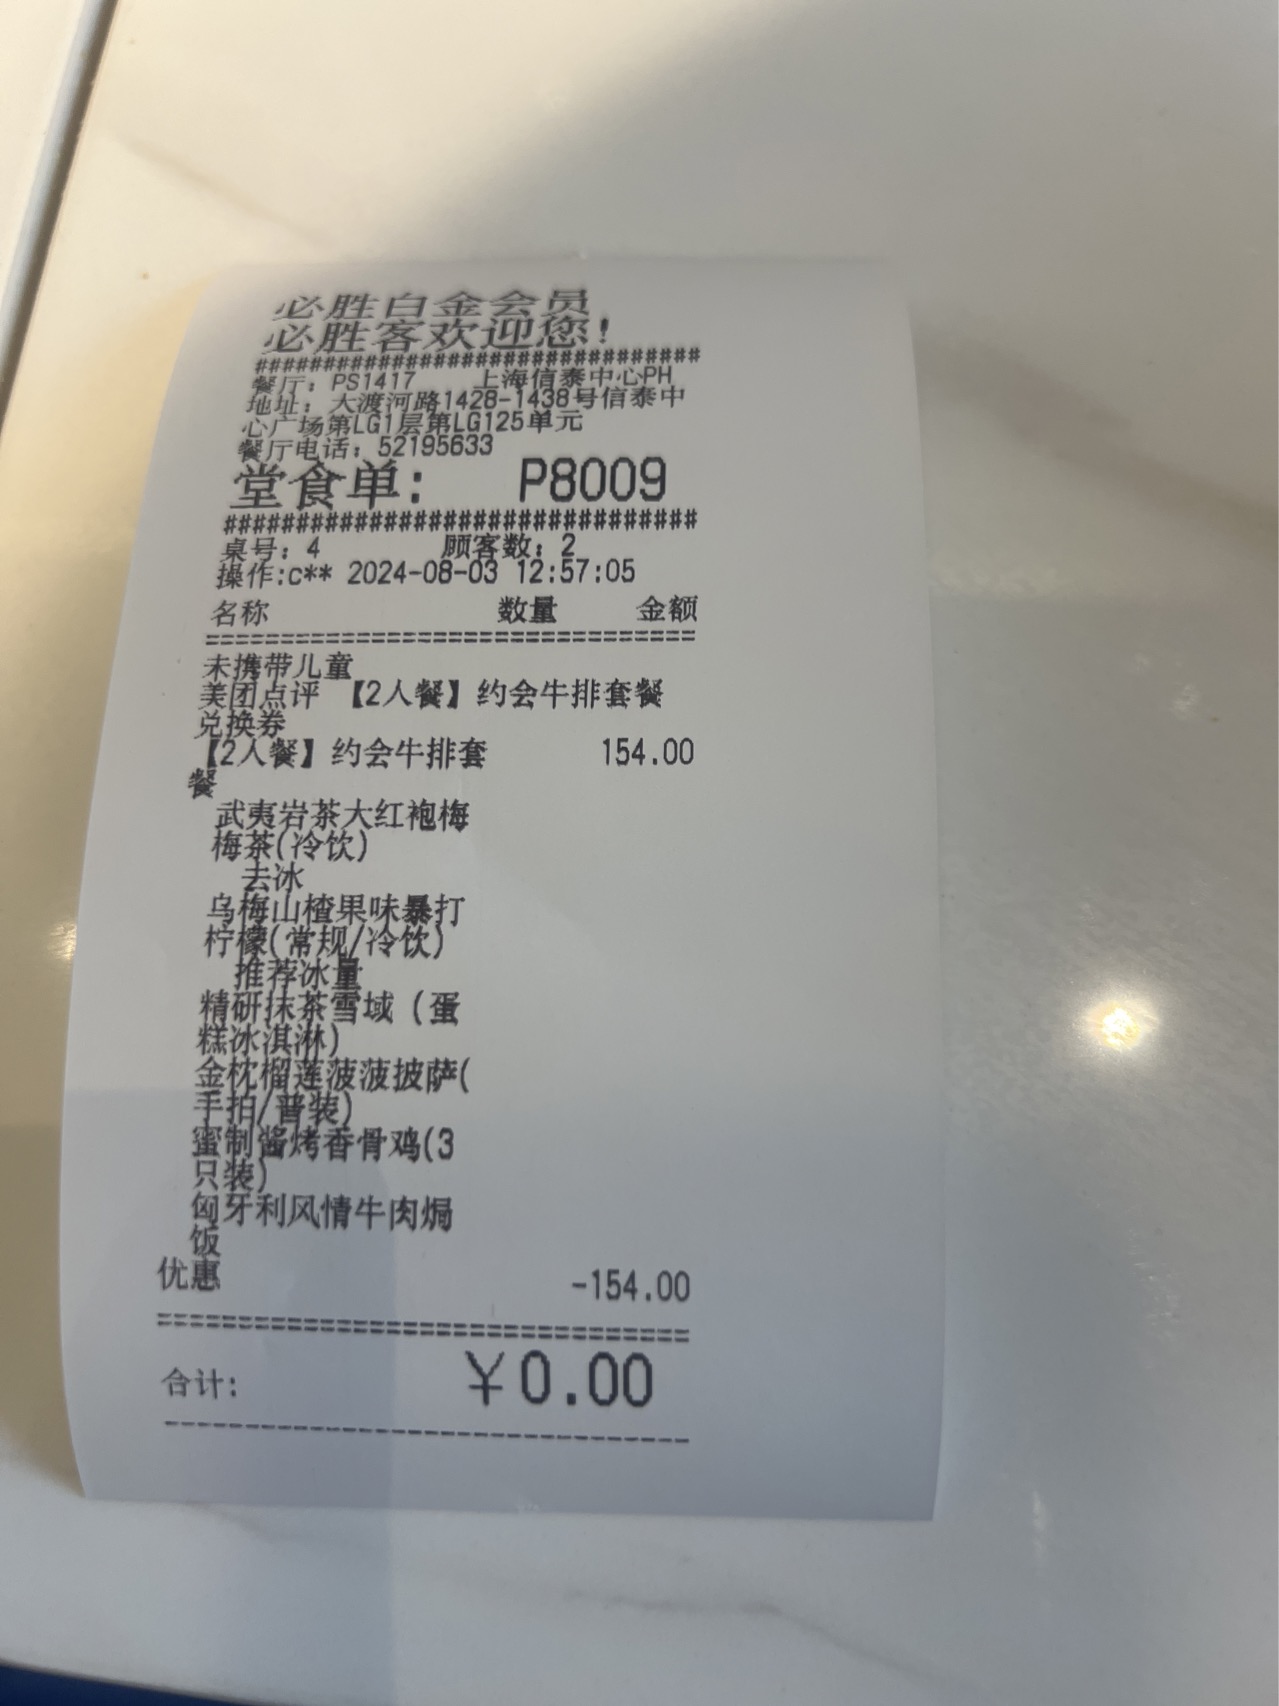 必胜白金会员
必胜客欢迎您!
################################
餐厅: PS1417 上海信泰中心PH
地址: 大渡河路1428-1438号信泰中
心广场第LG1层第LG125单元
餐厅电话: 52195633
堂食单: P8009
################################
桌号: 4 顾客数: 2
操作:c** 2024-08-03 12:57:05
名称 数量 金额
================================
未携带儿童
美团点评 【2人餐】约会牛排套餐
兑换券
【2人餐】约会牛排套 154.00
餐
武夷岩茶大红袍梅
梅茶(冷饮)
去冰
乌梅山楂果味暴打
柠檬(常规/冷饮)
推荐冰量
精研抹茶雪域 (蛋
糕冰淇淋)
金枕榴莲菠菠披萨(
手拍/普装)
蜜制酱烤香骨鸡(3
只装)
匈牙利风情牛肉焗
饭
优惠 -154.00
================================
合计: ¥0.00
--------------------------------